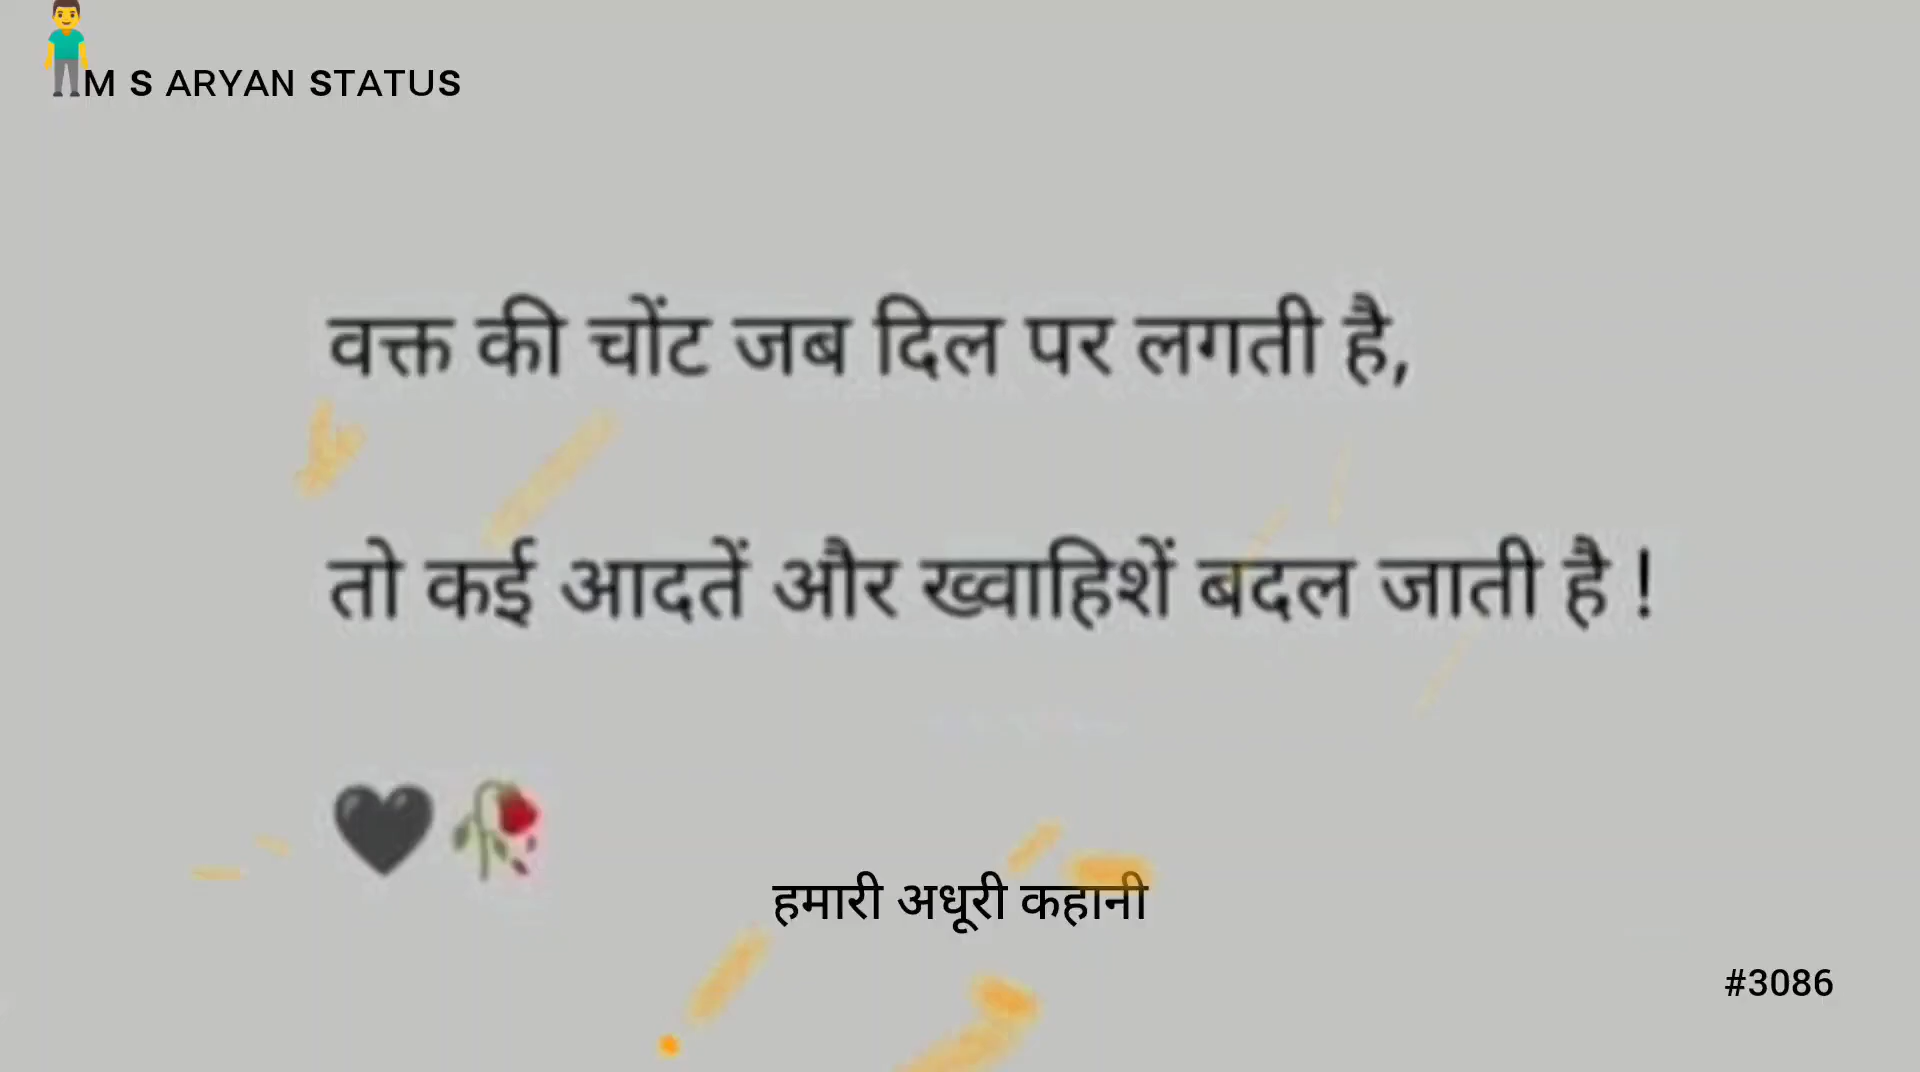 M S ARYAN STATUS
वक्त की चोंट जब दिल पर लगती है,
तो कई आदतें और ख्वाहिशें बदल जाती है !
🖤🥀
हमारी अधूरी कहानी
#3086